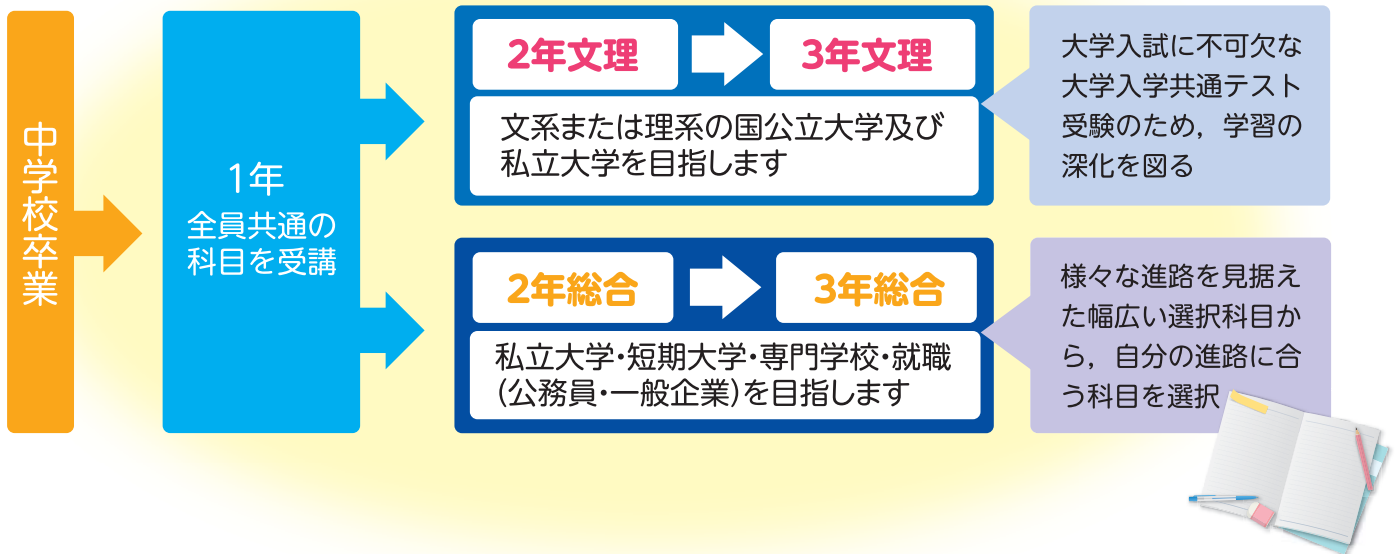 中学校卒業
1年
全員共通の
科目を受講
2年文理
3年文理
文系または理系の国公立大学及び
私立大学を目指します
大学入試に不可欠な
大学入学共通テスト
受験のため，学習の
深化を図る
2年総合
3年総合
私立大学・短期大学・専門学校・就職
（公務員・一般企業）を目指します
様々な進路を見据え
た幅広い選択科目か
ら，自分の進路に合
う科目を選択